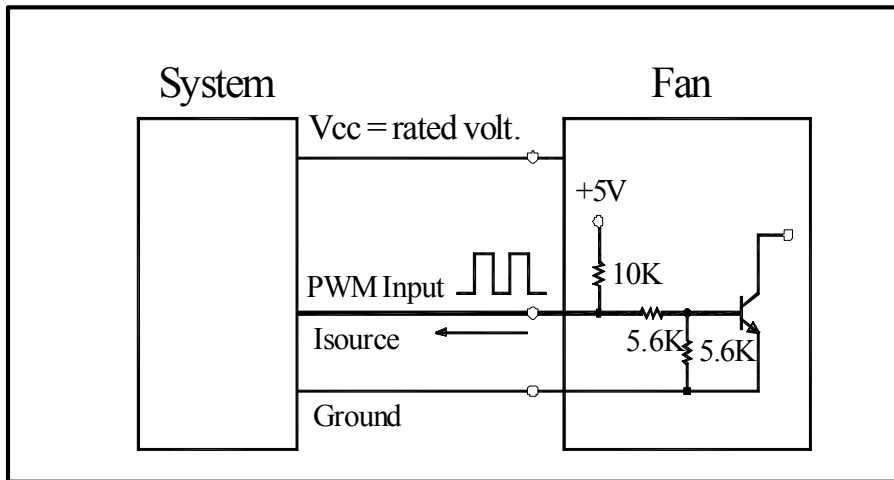 System
Fan
Vcc = rated volt.
+5V
10K
PWM Input
Isource
5.6K
5.6K
Ground